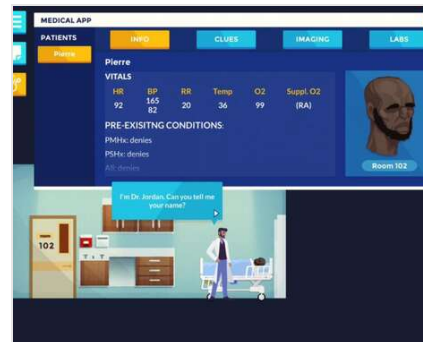 MEDICAL APP
PATIENTS
INFO
CLUES
IMAGING
LABS
Pierre
Pierre
VITALS
HR BP RR Temp O2 Suppl. O2
92 165 82 20 36 99 (RA)
PRE-EXISITNG CONDITIONS:
PMHx: denies
PSHx: denies
All: denies
Room 102
I'm Dr. Jordan. Can you tell me
your name?
102